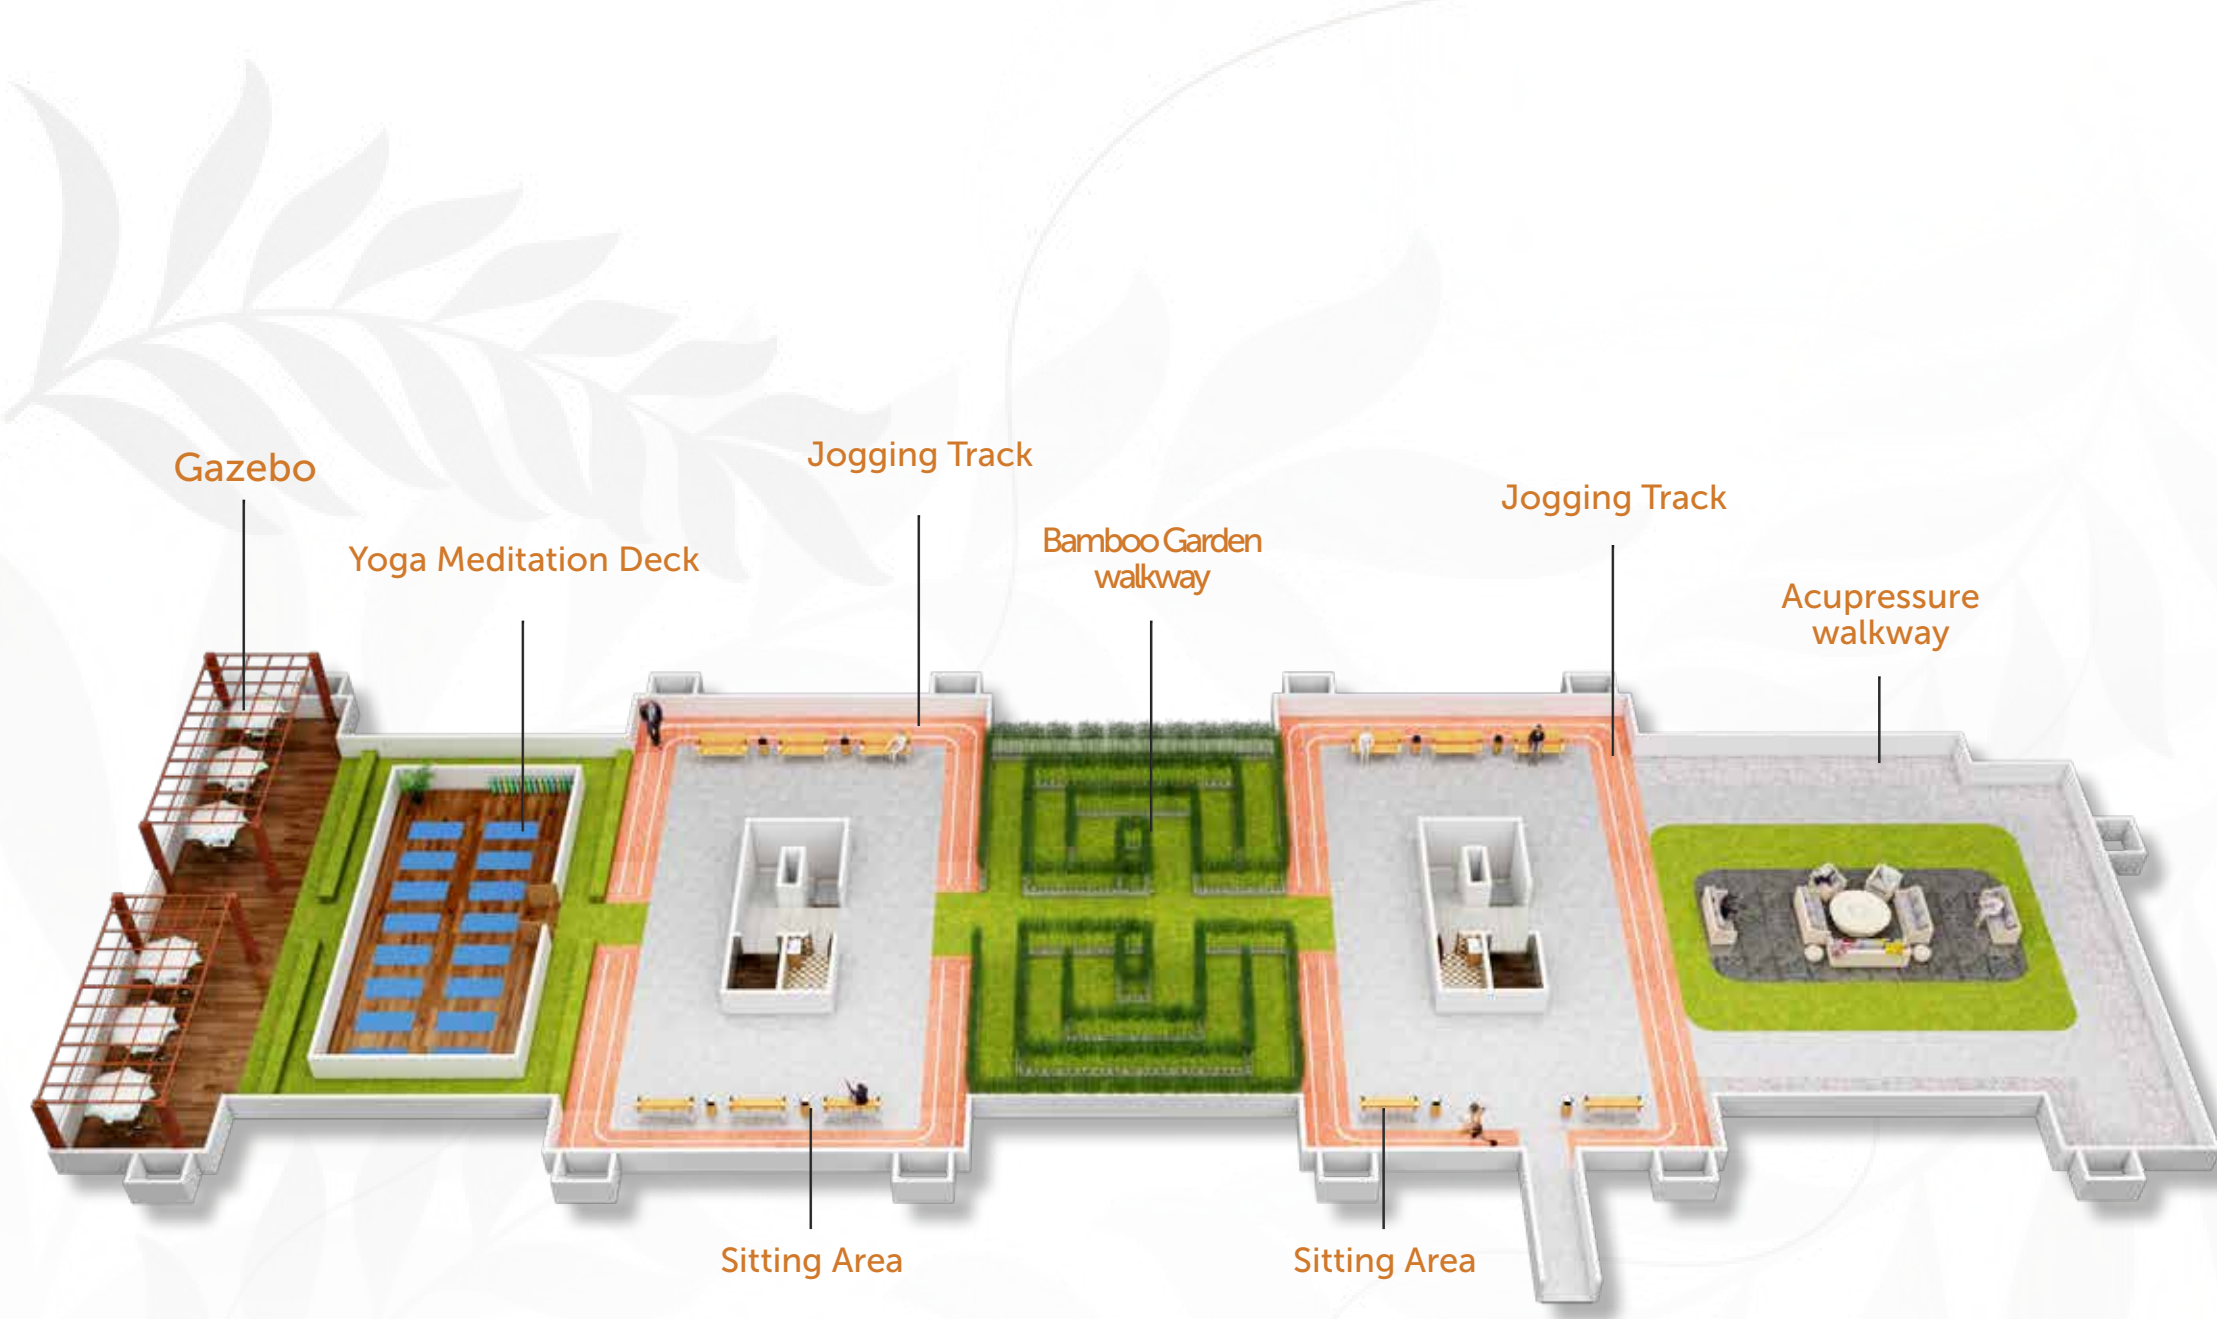 Gazebo
Yoga Meditation Deck
Jogging Track
Bamboo Garden
walkway
Jogging Track
Acupressure
walkway
Sitting Area
Sitting Area